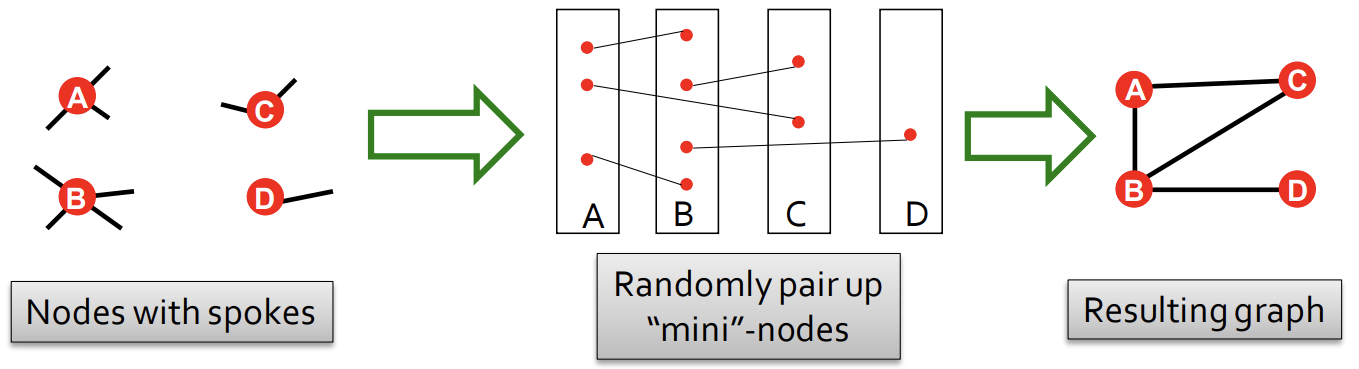 A
C
B
D
Nodes with spokes
A
B
C
D
Randomly pair up
“mini”-nodes
A
C
B
D
Resulting graph